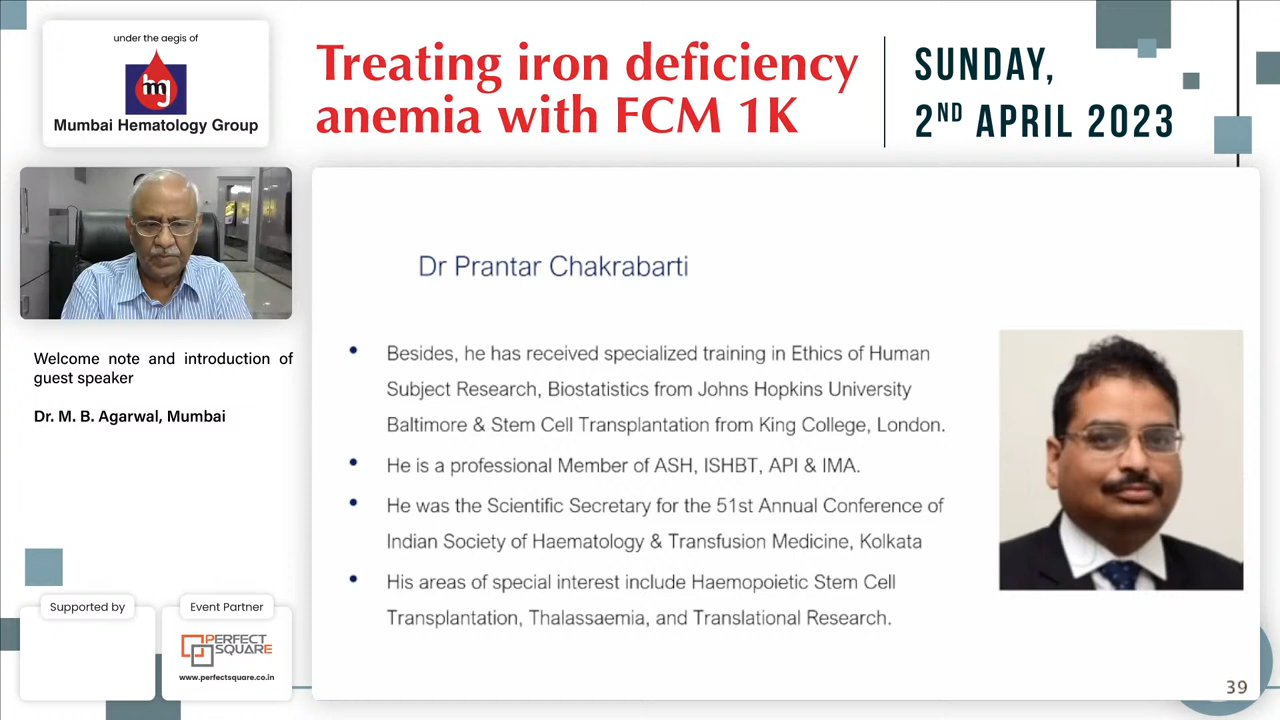 under the aegis of
mJ
Mumbai Hematology Group
Treating iron deficiency
anemia with FCM 1K
SUNDAY,
2ND APRIL 2023
Welcome note and introduction of
guest speaker
Dr. M. B. Agarwal, Mumbai
Supported by
Event Partner
PERFECT
SQUARE
www.perfectsquare.co.in
Dr Prantar Chakrabarti
• Besides, he has received specialized training in Ethics of Human
Subject Research, Biostatistics from Johns Hopkins University
Baltimore & Stem Cell Transplantation from King College, London.
• He is a professional Member of ASH, ISHBT, API & IMA.
• He was the Scientific Secretary for the 51st Annual Conference of
Indian Society of Haematology & Transfusion Medicine, Kolkata
• His areas of special interest include Haemopoietic Stem Cell
Transplantation, Thalassaemia, and Translational Research.
39